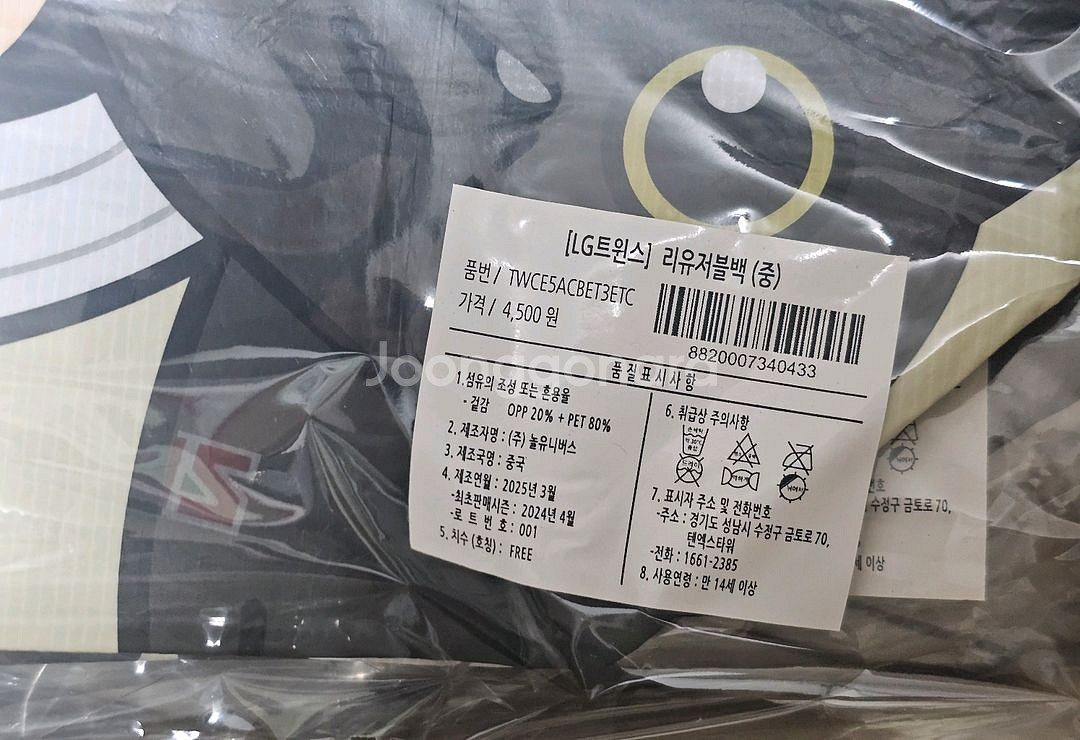 [LG트윈스] 리유저블백 (중)
품번 / TWCE5ACBET3ETC
가격 / 4,500 원
8820007340433
품질표시사항
1.섬유의 조성 또는 혼용율
- 겉감 OPP 20% + PET 80%
2. 제조자명 : (주) 놀유니버스
3. 제조국명 : 중국
4. 제조연월 : 2025년 3월
-최초판매시즌 : 2024년 4월
-로트번호 : 001
5. 치수 (호칭) : FREE
6. 취급상 주의사항
7. 표시자 주소 및 전화번호
-주소 : 경기도 성남시 수정구 금토로 70,
텐엑스타워
-전화 : 1661-2385
8. 사용연령 : 만 14세 이상
번호
수정구 금토로 70,
세 이상
Joonggonara